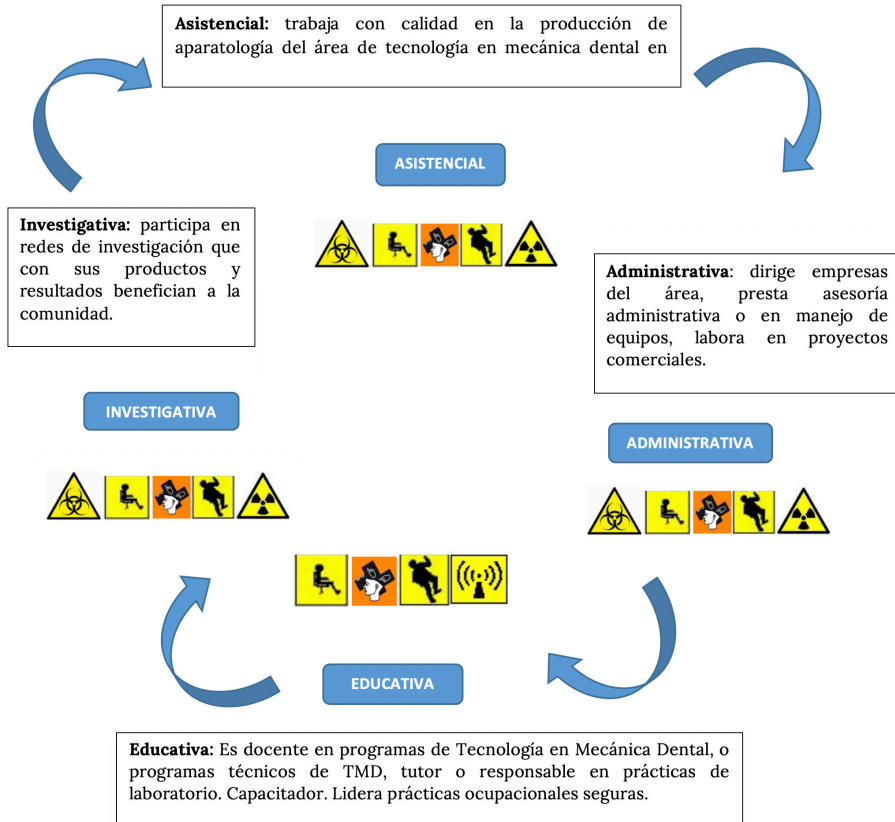 Asistencial: trabaja con calidad en la producción de
aparatología del área de tecnología en mecánica dental en
ASISTENCIAL
Investigativa: participa en
redes de investigación que
con sus productos y
resultados benefician a la
comunidad.
Administrativa: dirige empresas
del área, presta asesoría
administrativa o en manejo de
equipos, labora en proyectos
comerciales.
INVESTIGATIVA
ADMINISTRATIVA
EDUCATIVA
Educativa: Es docente en programas de Tecnología en Mecánica Dental, o
programas técnicos de TMD, tutor o responsable en prácticas de
laboratorio. Capacitador. Lidera prácticas ocupacionales seguras.